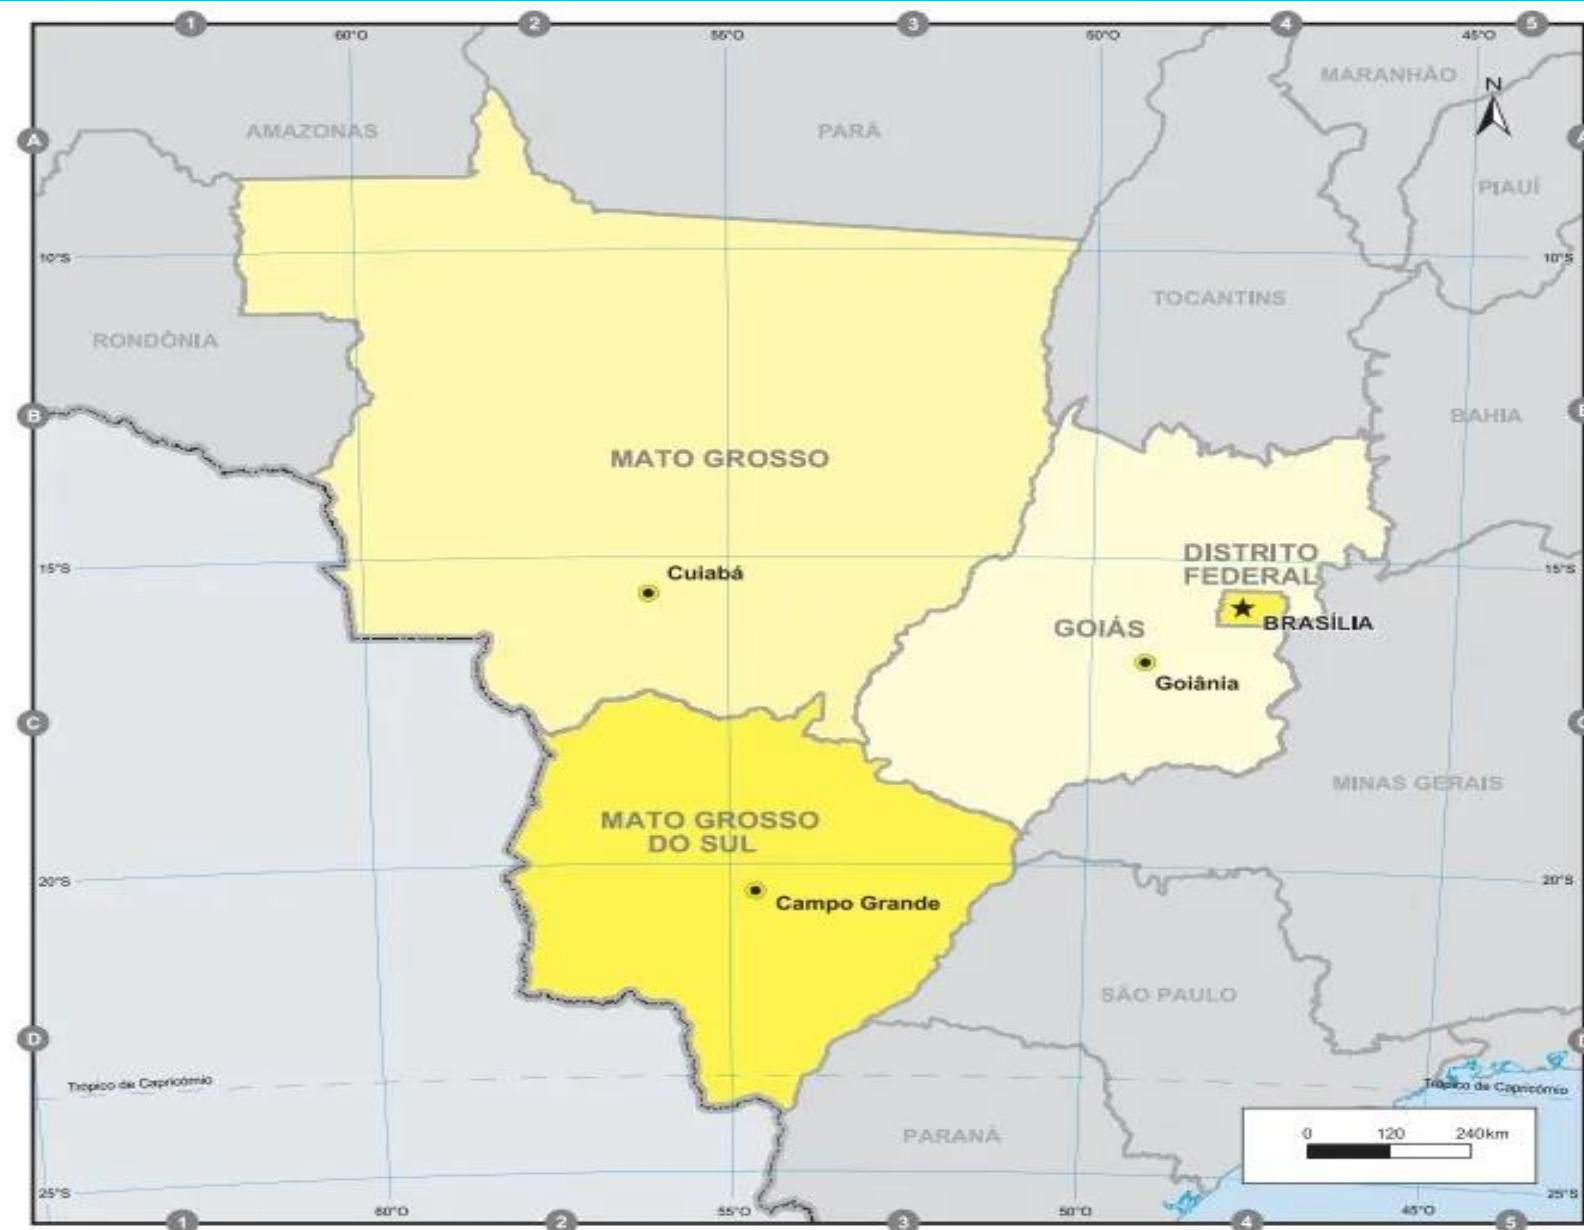 1 2 3 4 5
60°O 55°O 50°O 45°O
MARANHÃO
N
A AMAZONAS PARÁ A
PIAUÍ
10°S 10°S
TOCANTINS
RONDÔNIA
B BAHIA
MATO GROSSO
DISTRITO
FEDERAL
15°S 15°S
Cuiabá
BRASÍLIA
GOIÁS
Goiânia
C
MINAS GERAIS
MATO GROSSO
DO SUL
20°S 20°S
Campo Grande
SÃO PAULO
D
Trópico de Capricórnio Trópico de Capricórnio
PARANÁ
0 120 240km
25°S 25°S
60°O 55°O 50°O 45°O
1 2 3 4